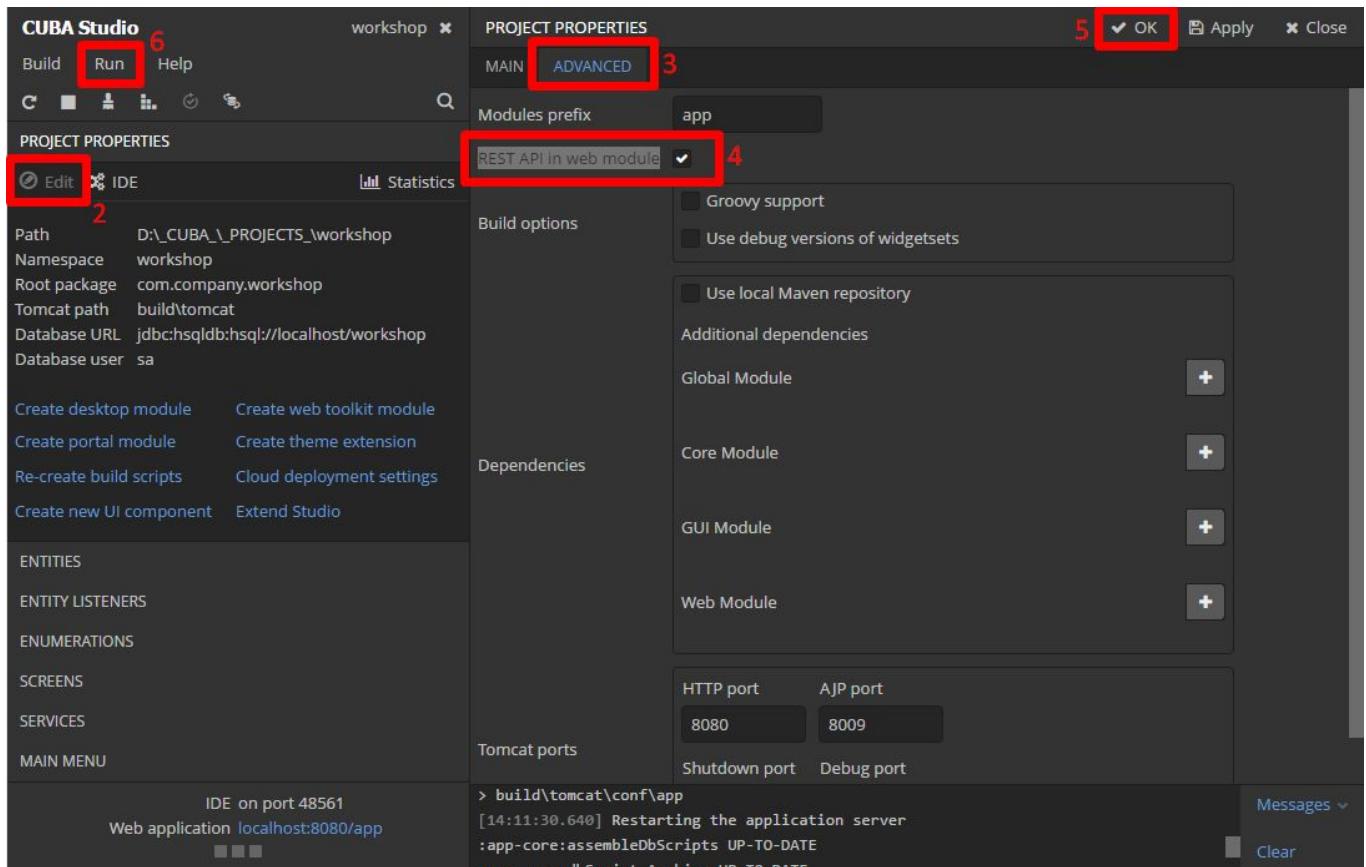 CUBA Studio
workshop ✖
6
Build Run Help
PROJECT PROPERTIES
Edit IDE Statistics
2
Path D:\_CUBA_\_PROJECTS_\workshop
Namespace workshop
Root package com.company.workshop
Tomcat path build\tomcat
Database URL jdbc:hsqldb:hsql://localhost/workshop
Database user sa
Create desktop module Create web toolkit module
Create portal module Create theme extension
Re-create build scripts Cloud deployment settings
Create new UI component Extend Studio
ENTITIES
ENTITY LISTENERS
ENUMERATIONS
SCREENS
SERVICES
MAIN MENU
IDE on port 48561
Web application localhost:8080/app
PROJECT PROPERTIES
5 OK Apply Close
MAIN ADVANCED 3
Modules prefix app
REST API in web module 4
Build options
Groovy support
Use debug versions of widgetsets
Dependencies
Use local Maven repository
Additional dependencies
Global Module
Core Module
GUI Module
Web Module
Tomcat ports
HTTP port AJP port
8080 8009
Shutdown port Debug port
> build\tomcat\conf\app
[14:11:30.640] Restarting the application server
:app-core:assembleDbScripts UP-TO-DATE
Messages
Clear